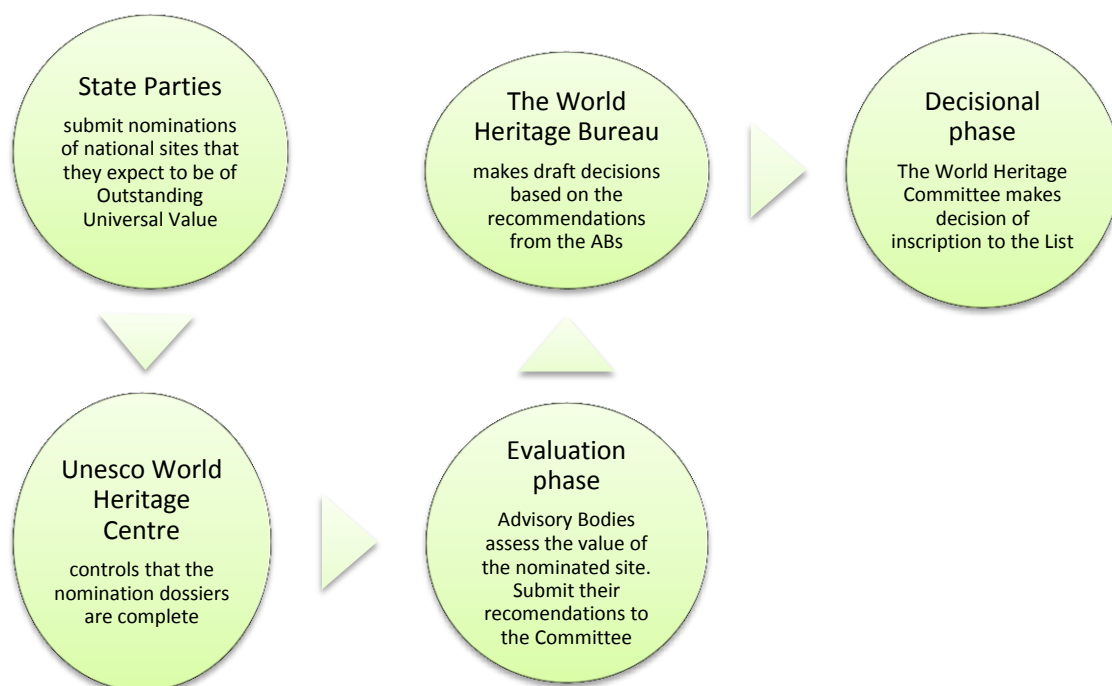 State Parties
submit nominations
of national sites that
they expect to be of
Outstanding
Universal Value
Unesco World
Heritage
Centre
controls that the
nomination dossiers
are complete
Evaluation
phase
Advisory Bodies
assess the value of
the nominated site.
Submit their
recomendations to
the Committee
The World
Heritage Bureau
makes draft decisions
based on the
recommendations
from the ABs
Decisional
phase
The World Heritage
Committee makes
decision of
inscription to the List